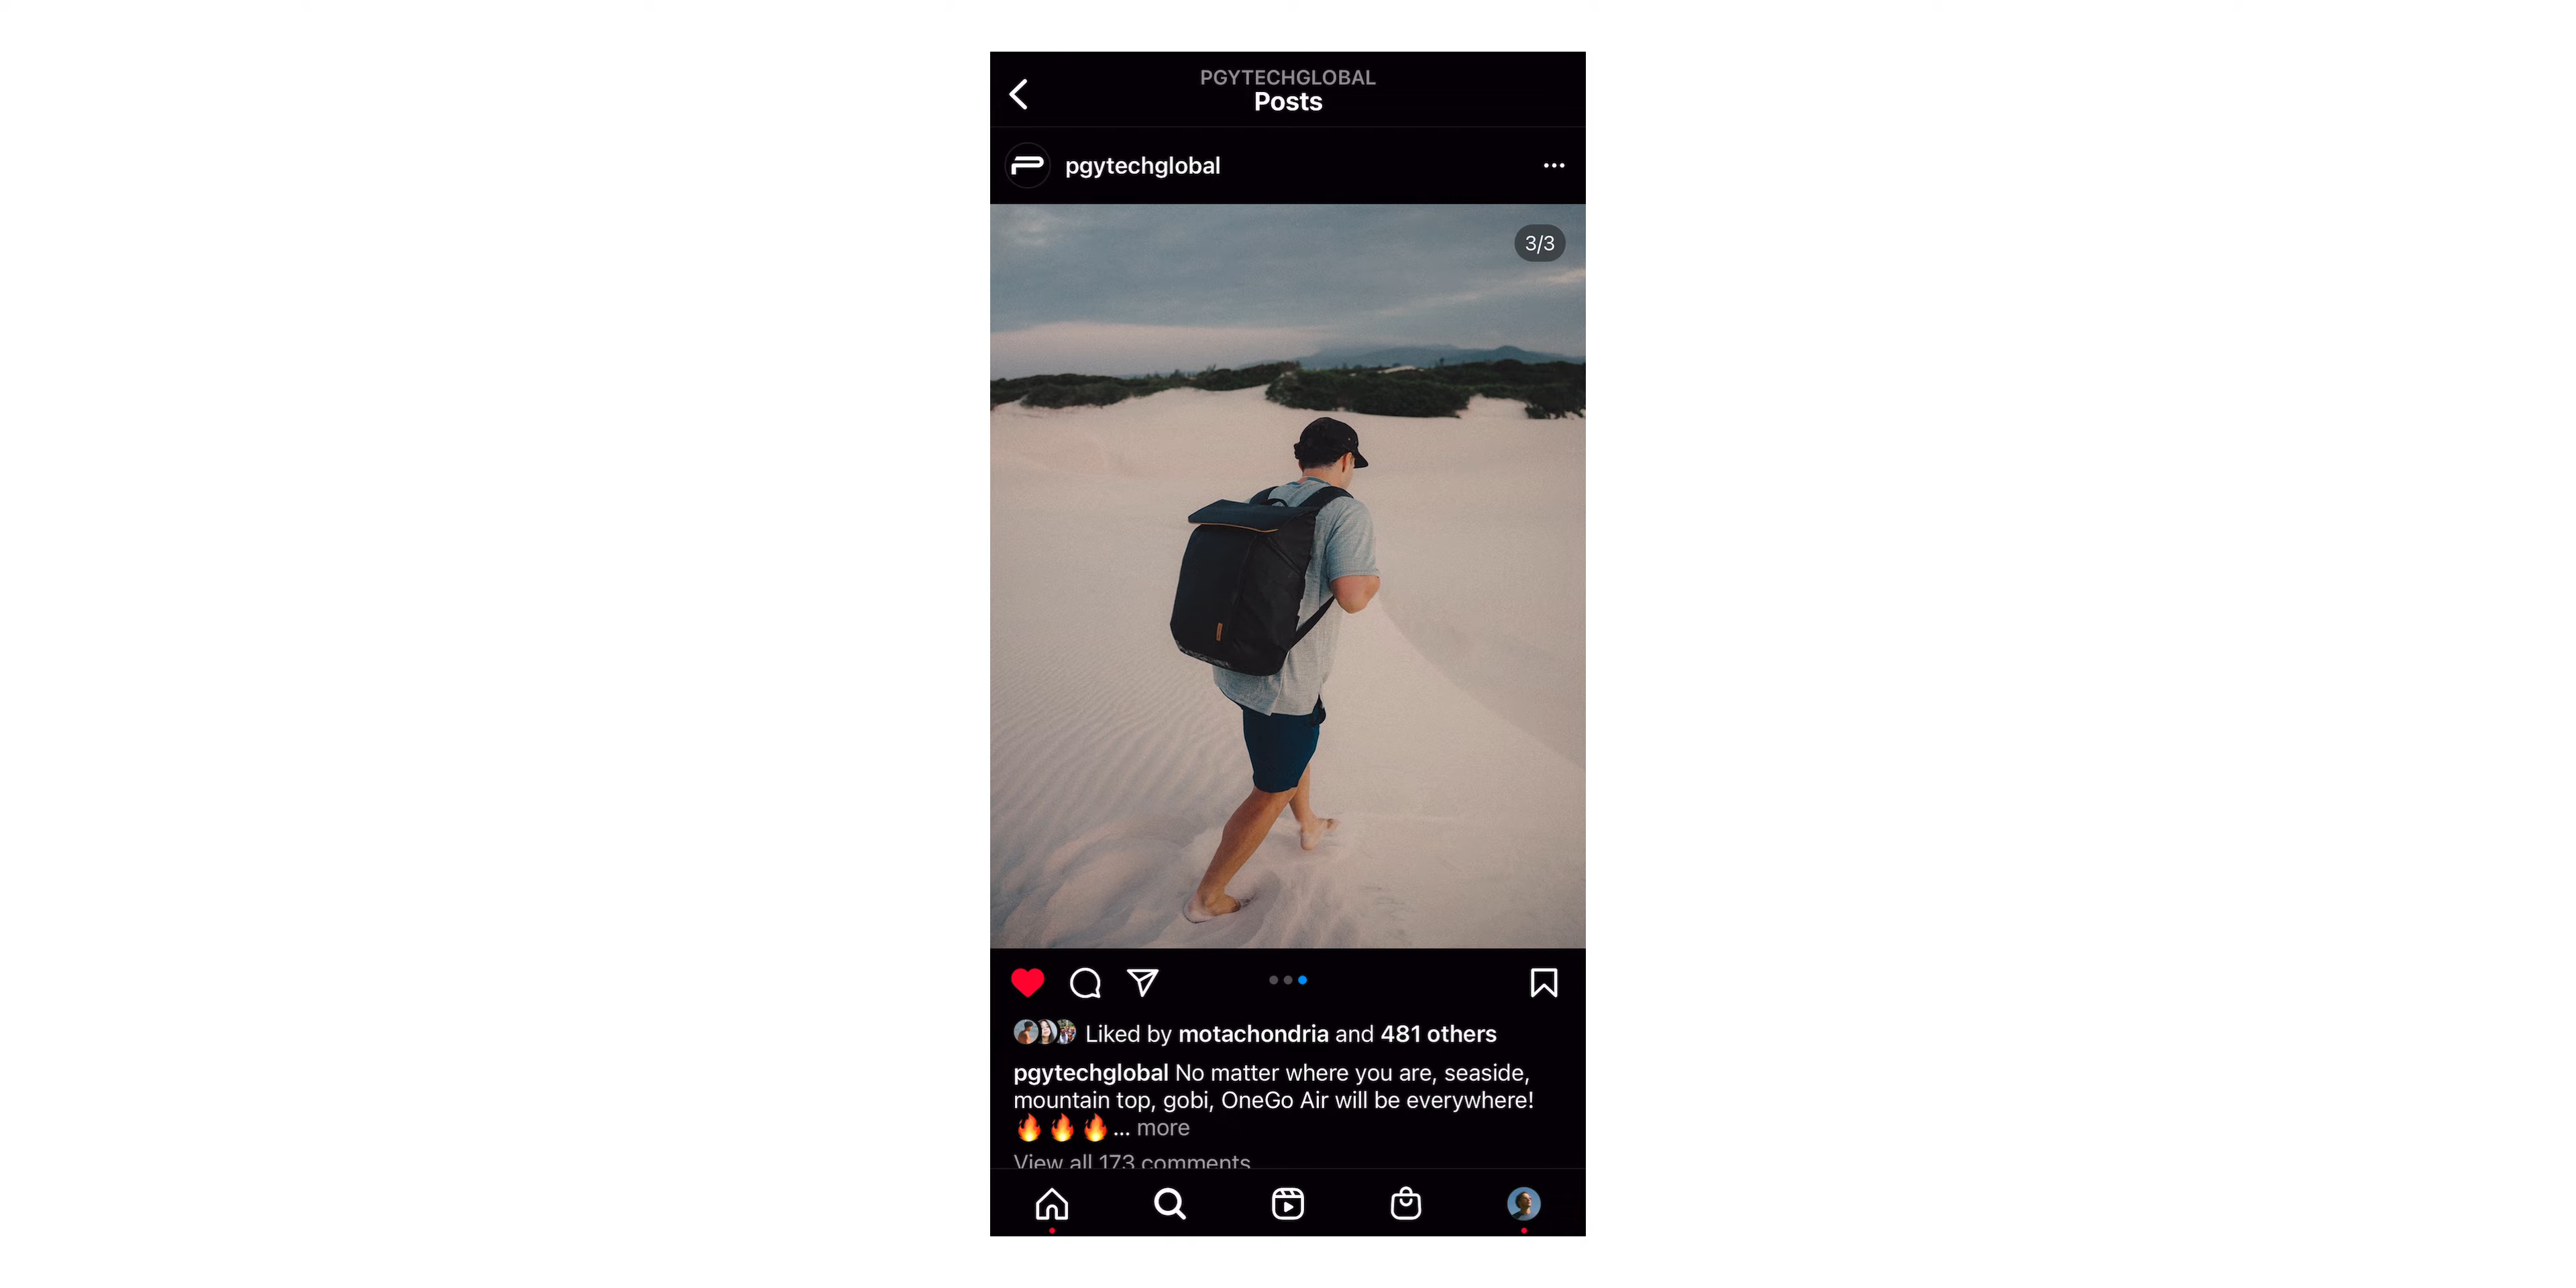 PGYTECHGLOBAL
Posts
pgytechglobal
3/3
Liked by motachondria and 481 others
pgytechglobal No matter where you are, seaside,
mountain top, gobi, OneGo Air will be everywhere!
🔥🔥🔥... more
View all 173 comments